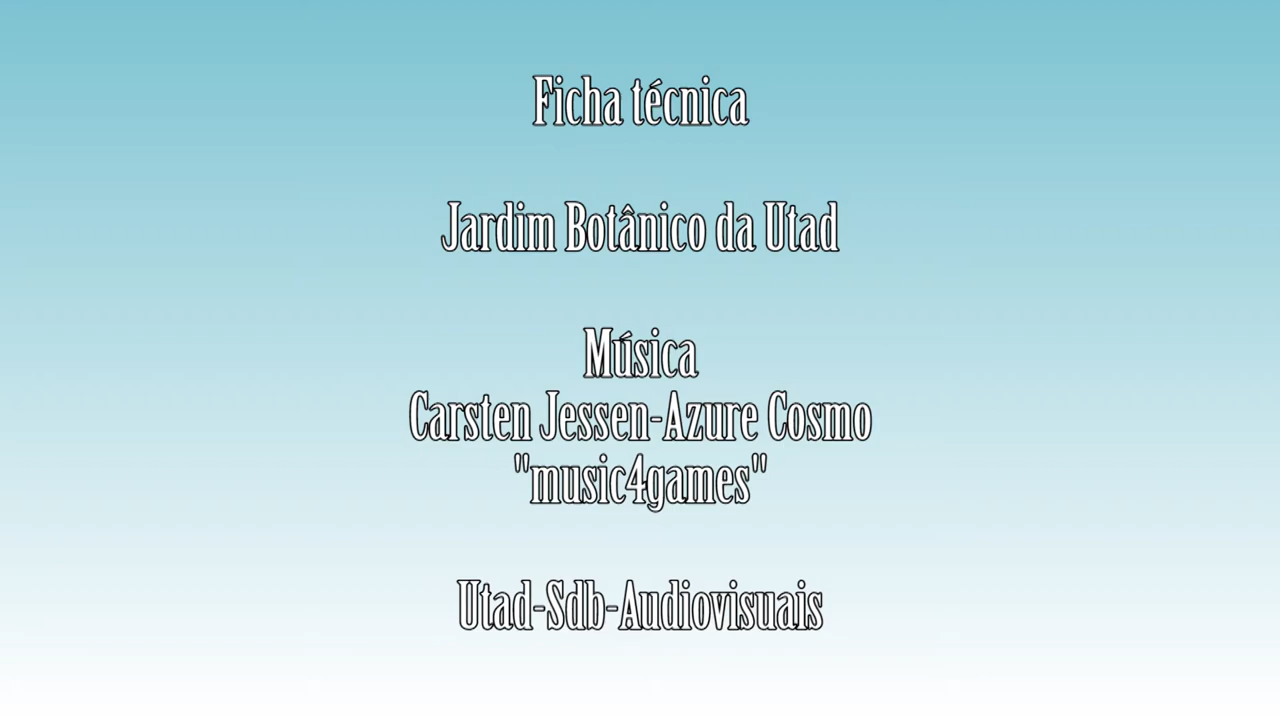 Ficha técnica
Jardim Botânico da Utad
Música
Carsten Jessen-Azure Cosmo
"music4games"
Utad-Sdb-Audiovisuais